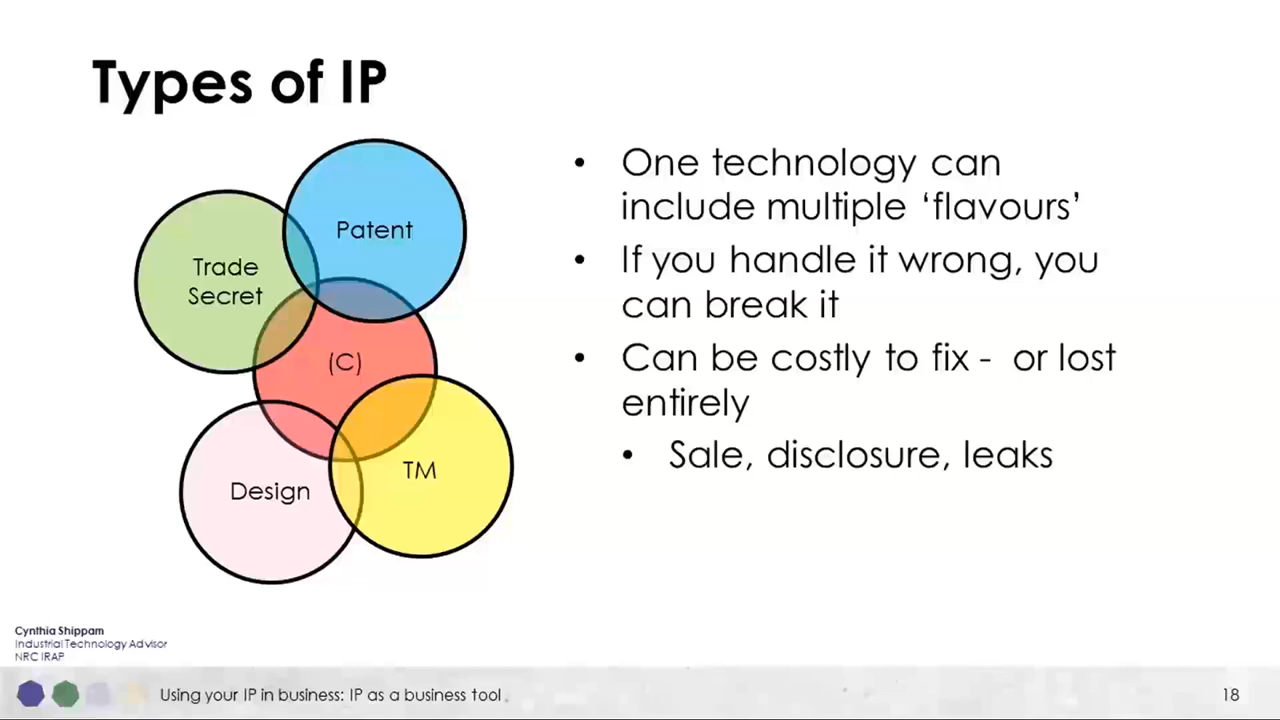 Types of IP
Patent
Trade
Secret
(C)
TM
Design
• One technology can
include multiple ‘flavours’
• If you handle it wrong, you
can break it
• Can be costly to fix - or lost
entirely
• Sale, disclosure, leaks
Cynthia Shippam
Industrial Technology Advisor
NRC IRAP
Using your IP in business: IP as a business tool
18